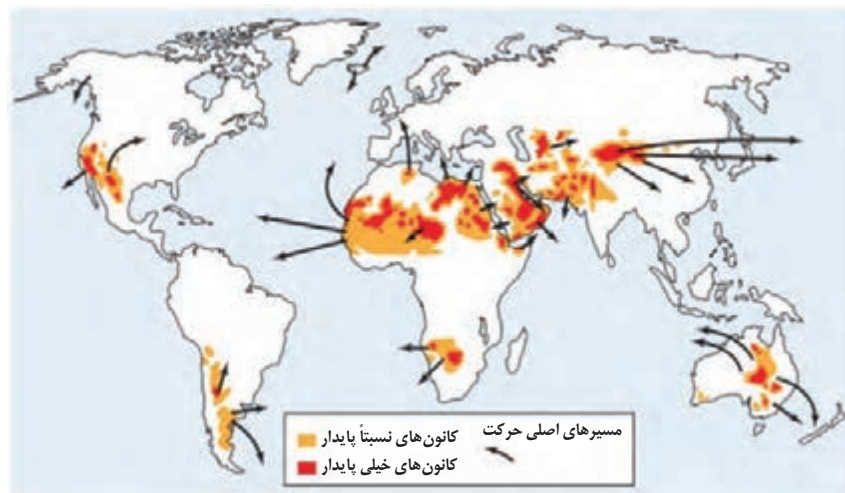 مسیرهای اصلی حرکت
کانون‌های نسبتاً پایدار
کانون‌های خیلی پایدار